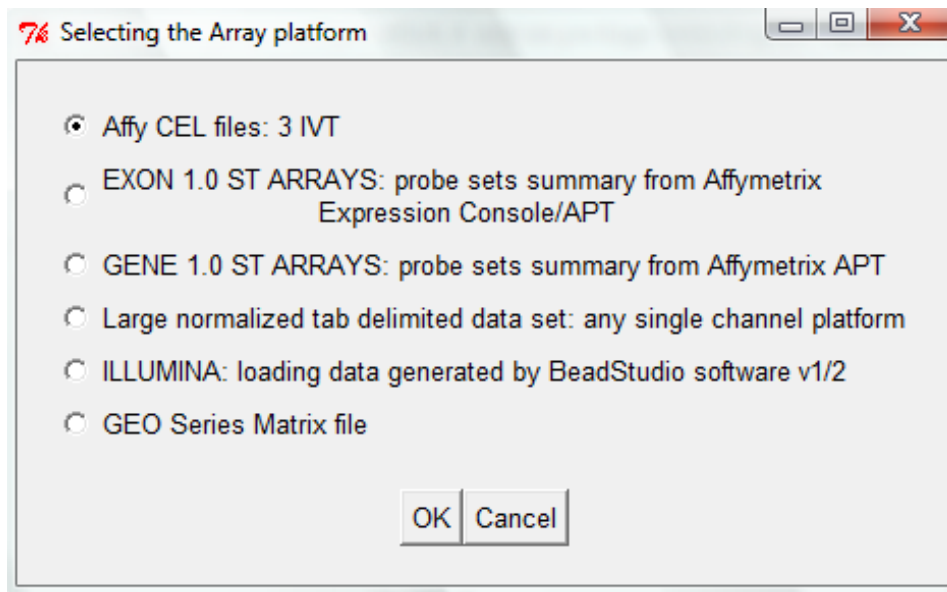 Selecting the Array platform
Affy CEL files: 3 IVT
EXON 1.0 ST ARRAYS: probe sets summary from Affymetrix
Expression Console/APT
GENE 1.0 ST ARRAYS: probe sets summary from Affymetrix APT
Large normalized tab delimited data set: any single channel platform
ILLUMINA: loading data generated by BeadStudio software v1/2
GEO Series Matrix file
OK Cancel